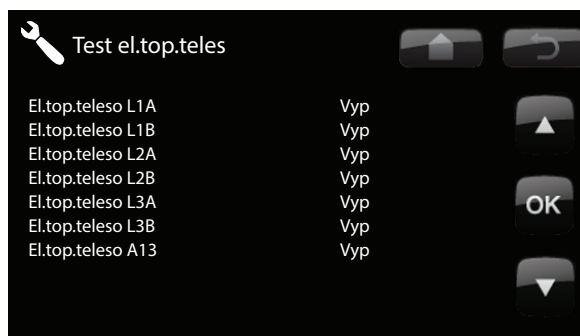 Test el.top.teles
El.top.teleso L1A Vyp
El.top.teleso L1B Vyp
El.top.teleso L2A Vyp
El.top.teleso L2B Vyp
El.top.teleso L3A Vyp
El.top.teleso L3B Vyp
El.top.teleso A13 Vyp
OK